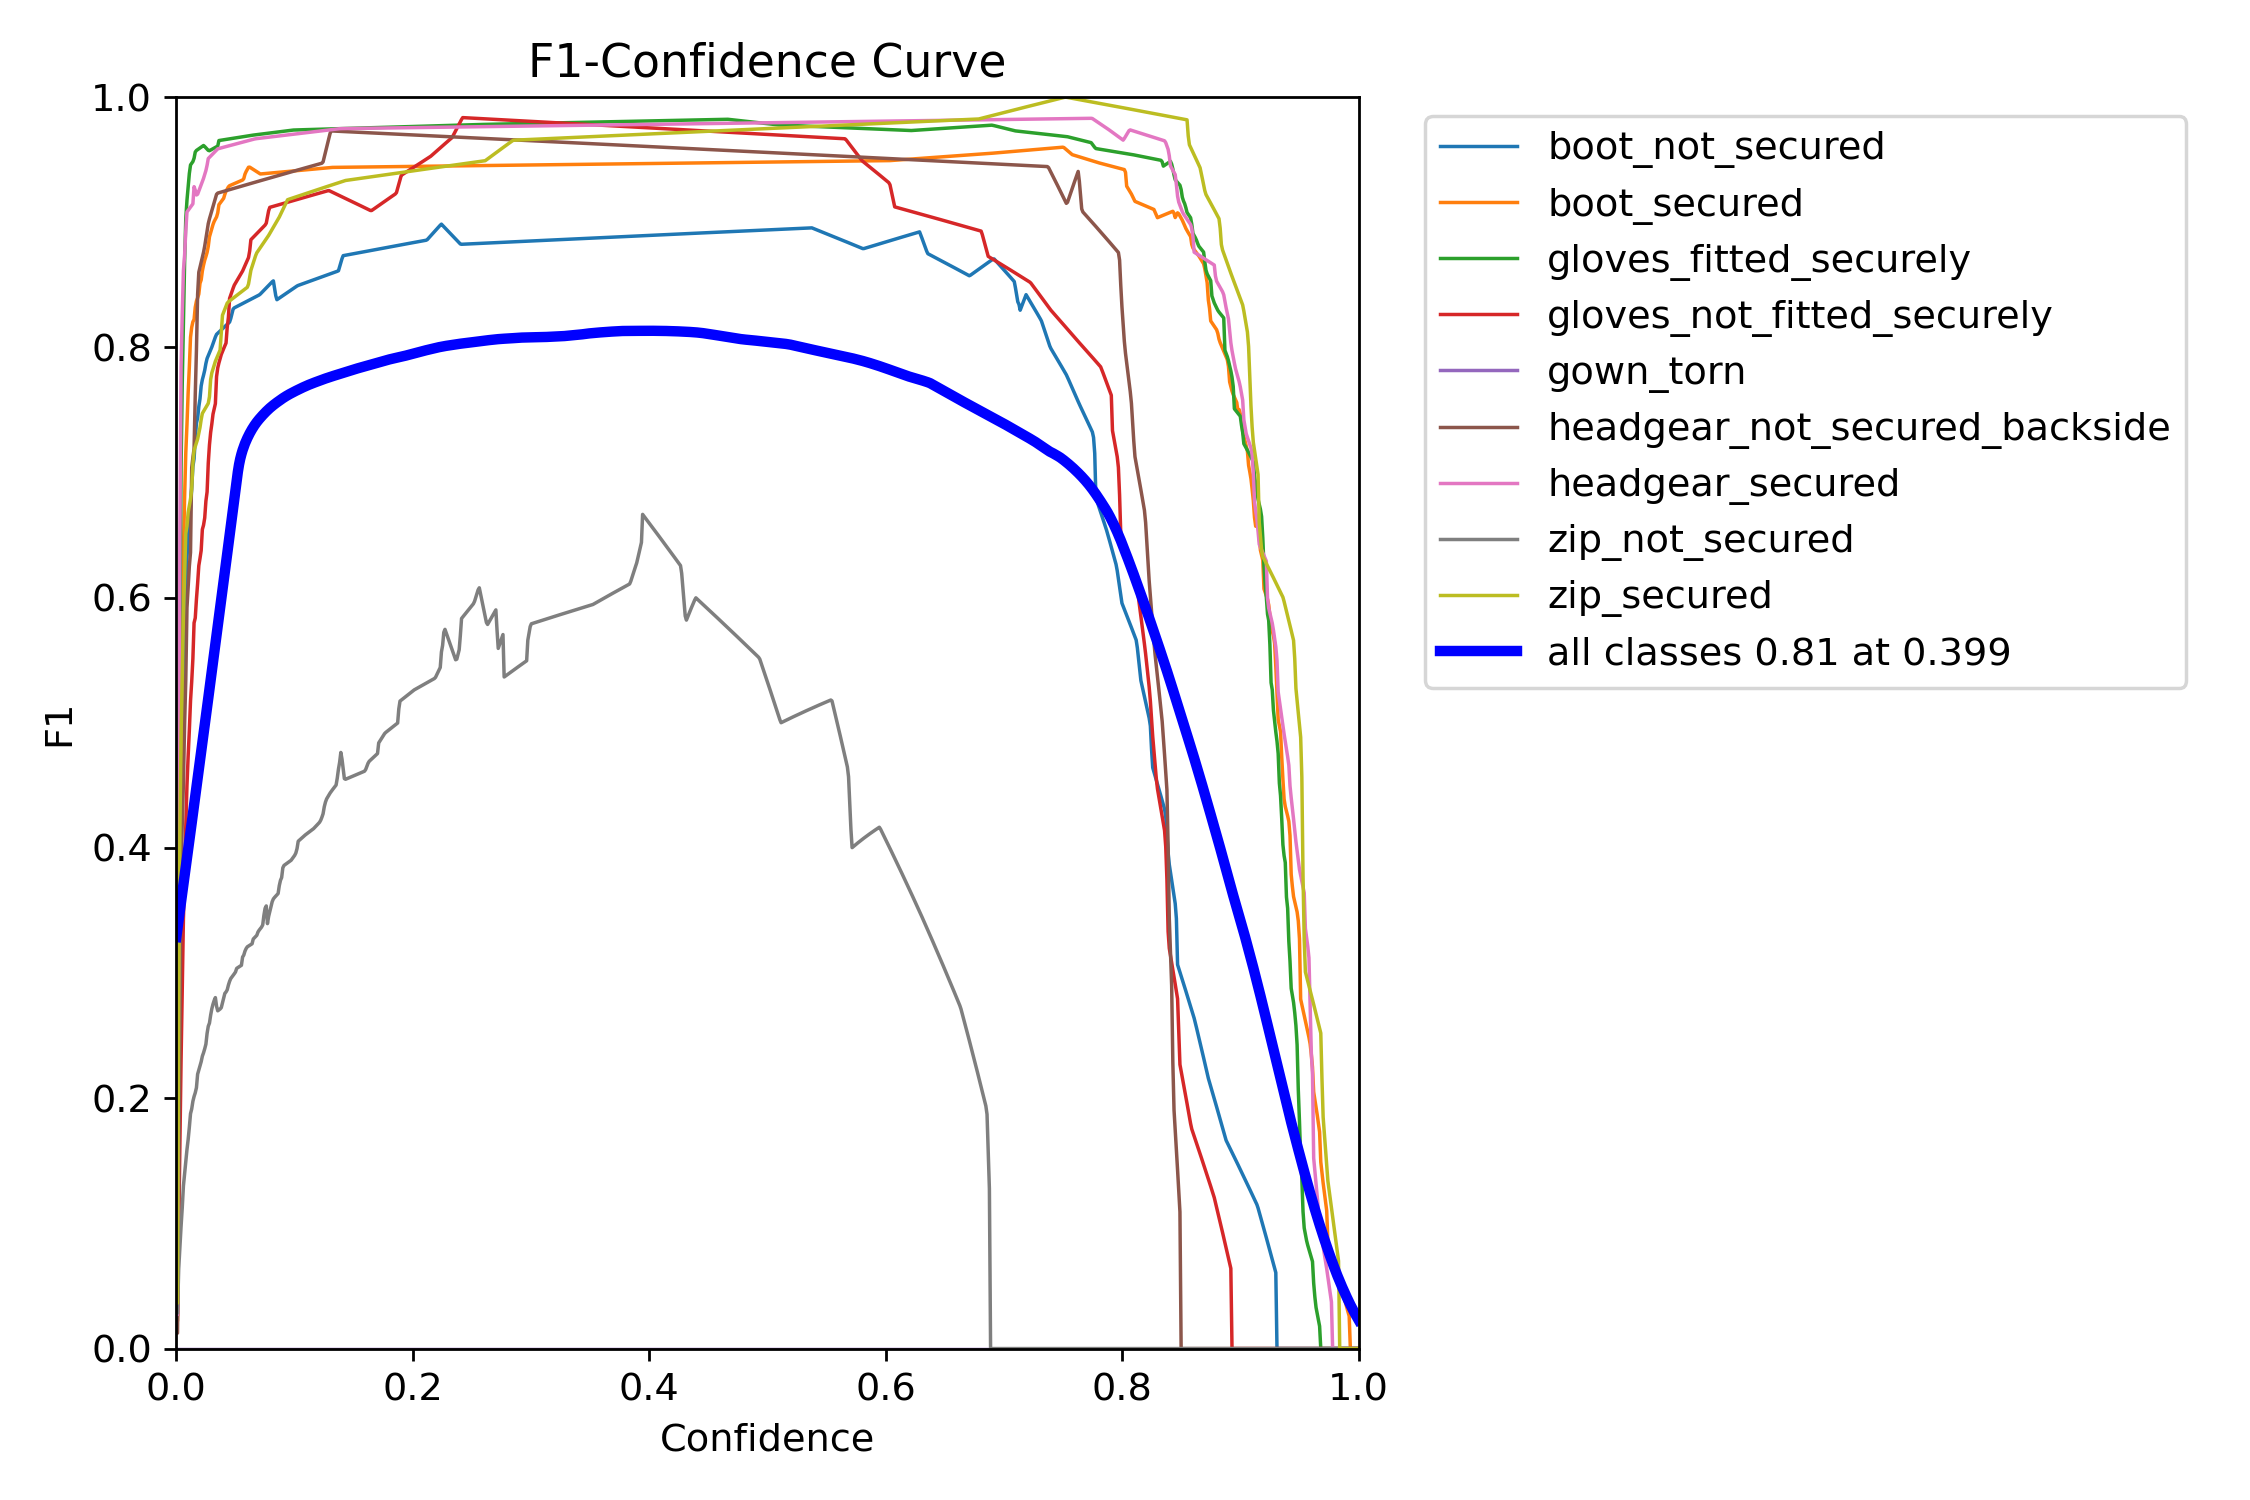 F1-Confidence Curve
1.0
0.8
0.6
0.4
0.2
0.0
F1
0.0 0.2 0.4 0.6 0.8 1.0
Confidence
boot_not_secured
boot_secured
gloves_fitted_securely
gloves_not_fitted_securely
gown_torn
headgear_not_secured_backside
headgear_secured
zip_not_secured
zip_secured
all classes 0.81 at 0.399